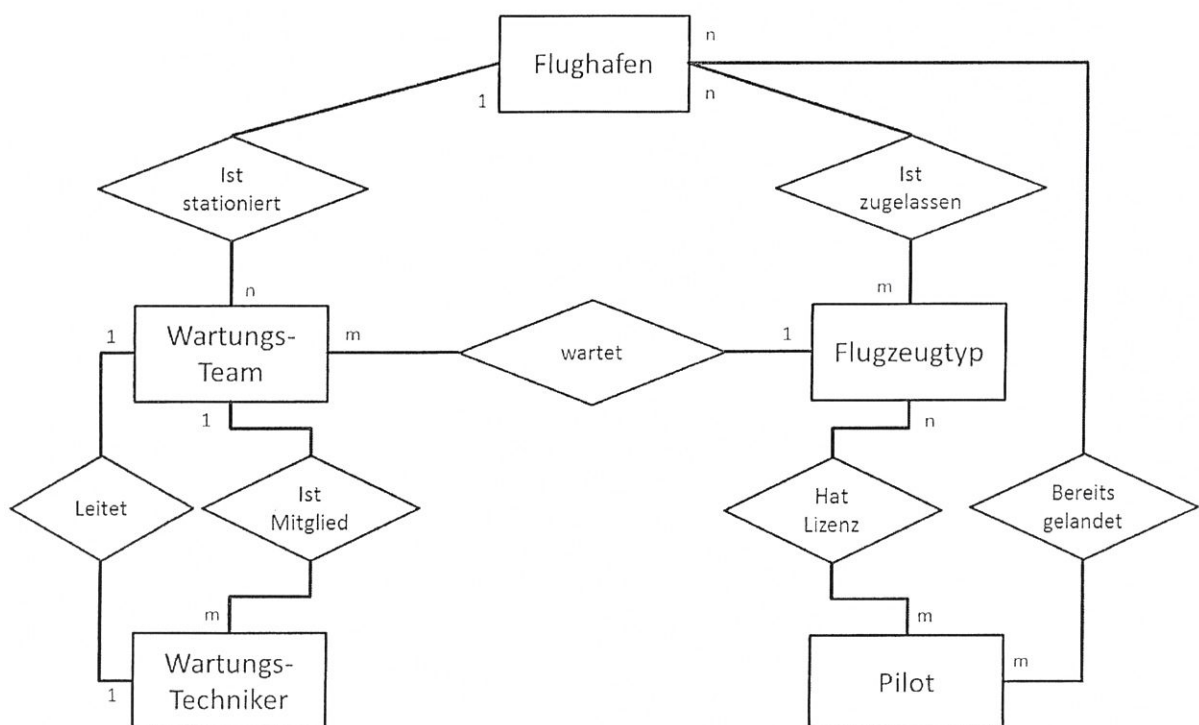 n
Flughafen
1
n
Ist
stationiert
Ist
zugelassen
n
m
1
Wartungs-
Team
m
wartet
1
Flugzeugtyp
1
n
Leitet
Ist
Mitglied
Hat
Lizenz
Bereits
gelandet
m
m
1
Wartungs-
Techniker
Pilot
m